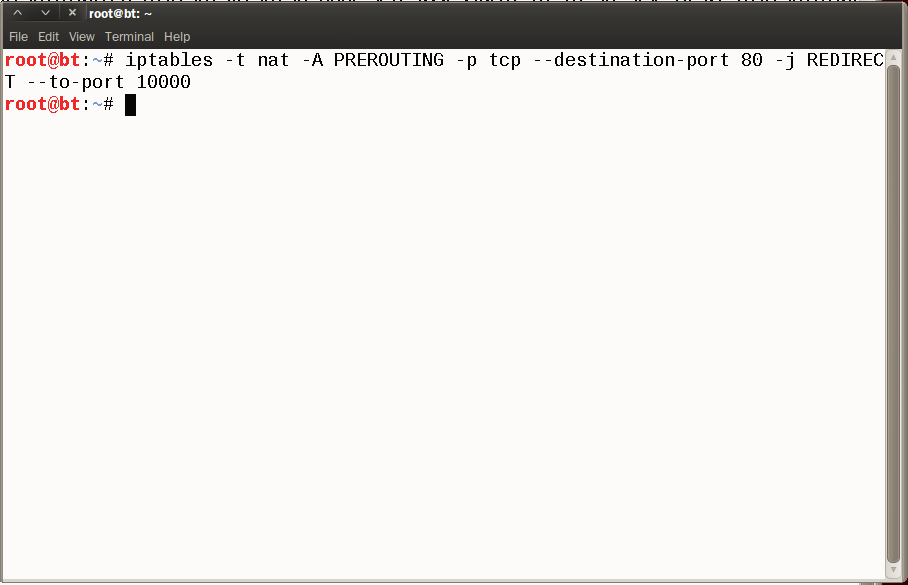 root@bt: ~
File Edit View Terminal Help
root@bt:~# iptables -t nat -A PREROUTING -p tcp --destination-port 80 -j REDIREC
T --to-port 10000
root@bt:~#